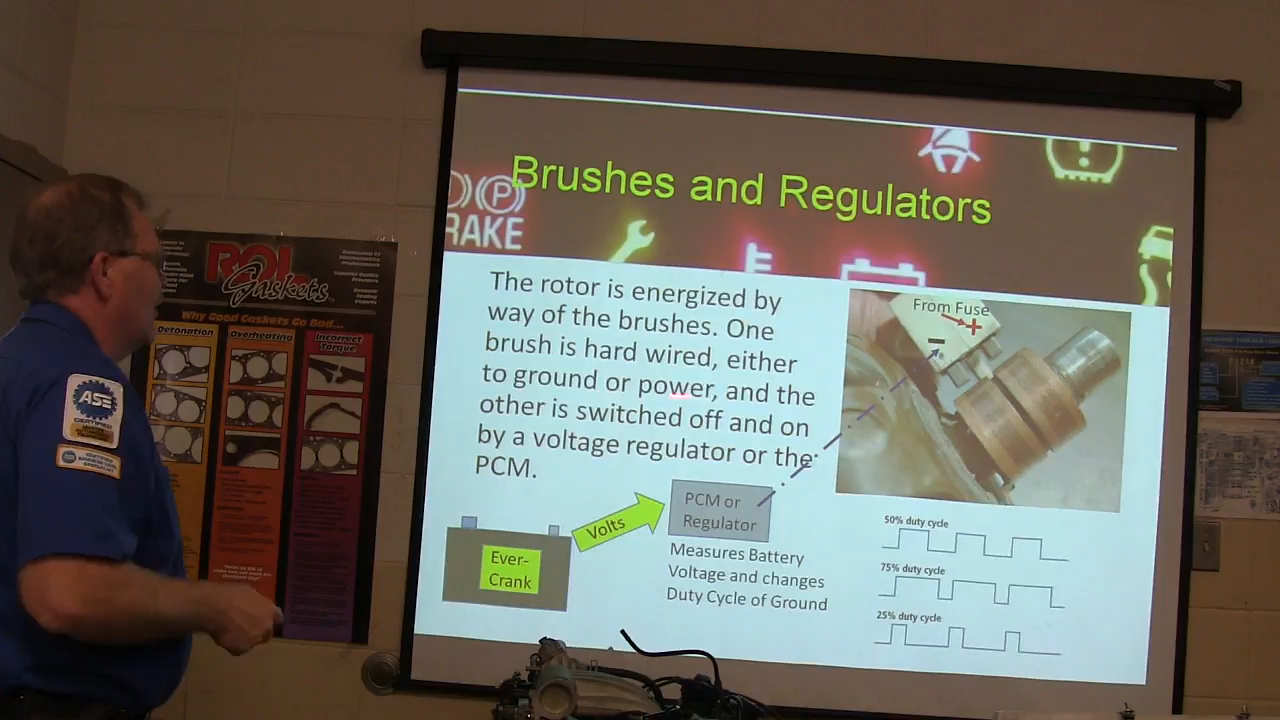 Brushes and Regulators
P
RAKE
The rotor is energized by
way of the brushes. One
brush is hard wired, either
to ground or power, and the
other is switched off and on
by a voltage regulator or the
PCM.
From Fuse
+
-
PCM or
Regulator
Volts
Ever-
Crank
Measures Battery
Voltage and changes
Duty Cycle of Ground
50% duty cycle
75% duty cycle
25% duty cycle
ROL
Gaskets
Why Good Gaskets Go Bad...
Detonation
Overheating
Incorrect
Torque
ASE
CERTIFIED